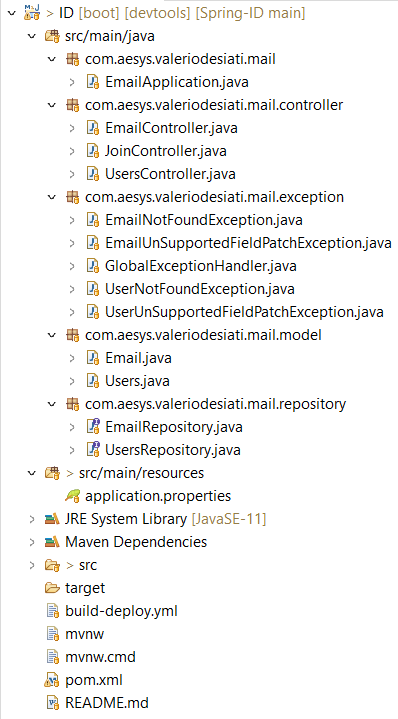 > ID [boot] [devtools] [Spring-ID main]
src/main/java
com.aesys.valeriodesiati.mail
EmailApplication.java
com.aesys.valeriodesiati.mail.controller
EmailController.java
JoinController.java
UsersController.java
com.aesys.valeriodesiati.mail.exception
EmailNotFoundException.java
EmailUnSupportedFieldPatchException.java
GlobalExceptionHandler.java
UserNotFoundException.java
UserUnSupportedFieldPatchException.java
com.aesys.valeriodesiati.mail.model
Email.java
Users.java
com.aesys.valeriodesiati.mail.repository
EmailRepository.java
UsersRepository.java
> src/main/resources
application.properties
JRE System Library [JavaSE-11]
Maven Dependencies
> src
target
build-deploy.yml
mvnw
mvnw.cmd
pom.xml
README.md